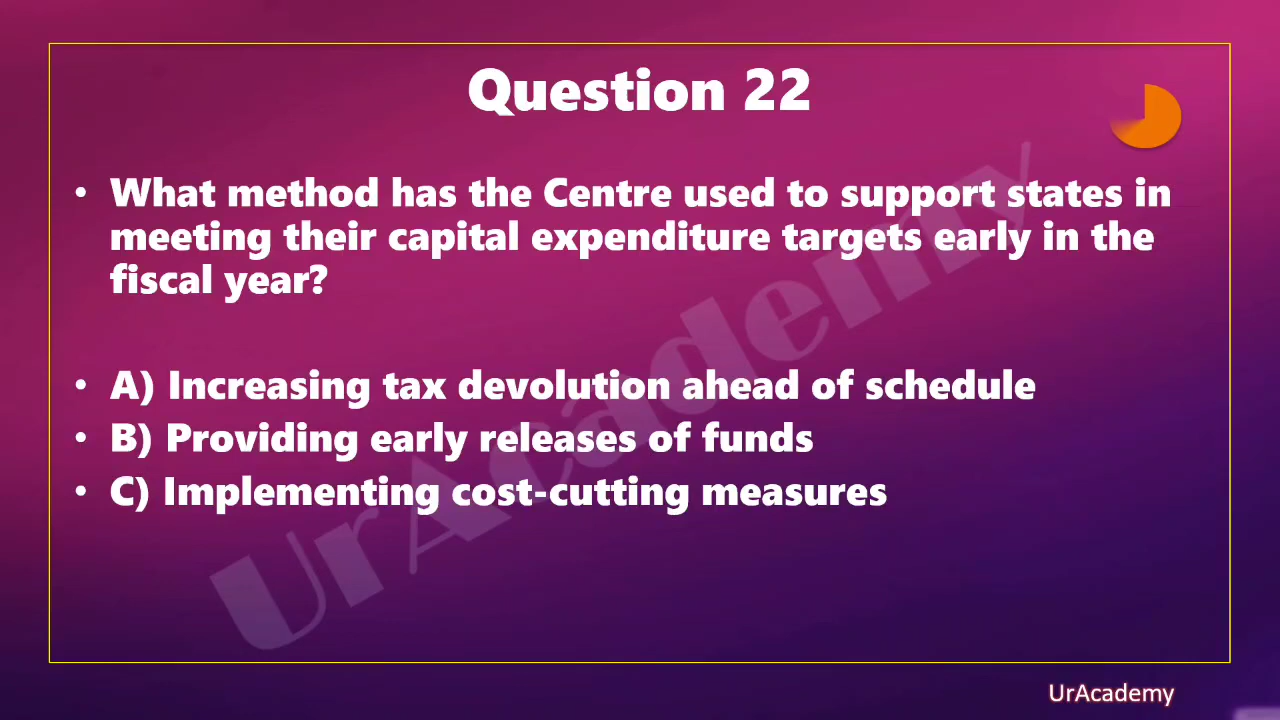 Question 22
• What method has the Centre used to support states in
meeting their capital expenditure targets early in the
fiscal year?
• A) Increasing tax devolution ahead of schedule
• B) Providing early releases of funds
• C) Implementing cost-cutting measures
UrAcademy
UrAcademy